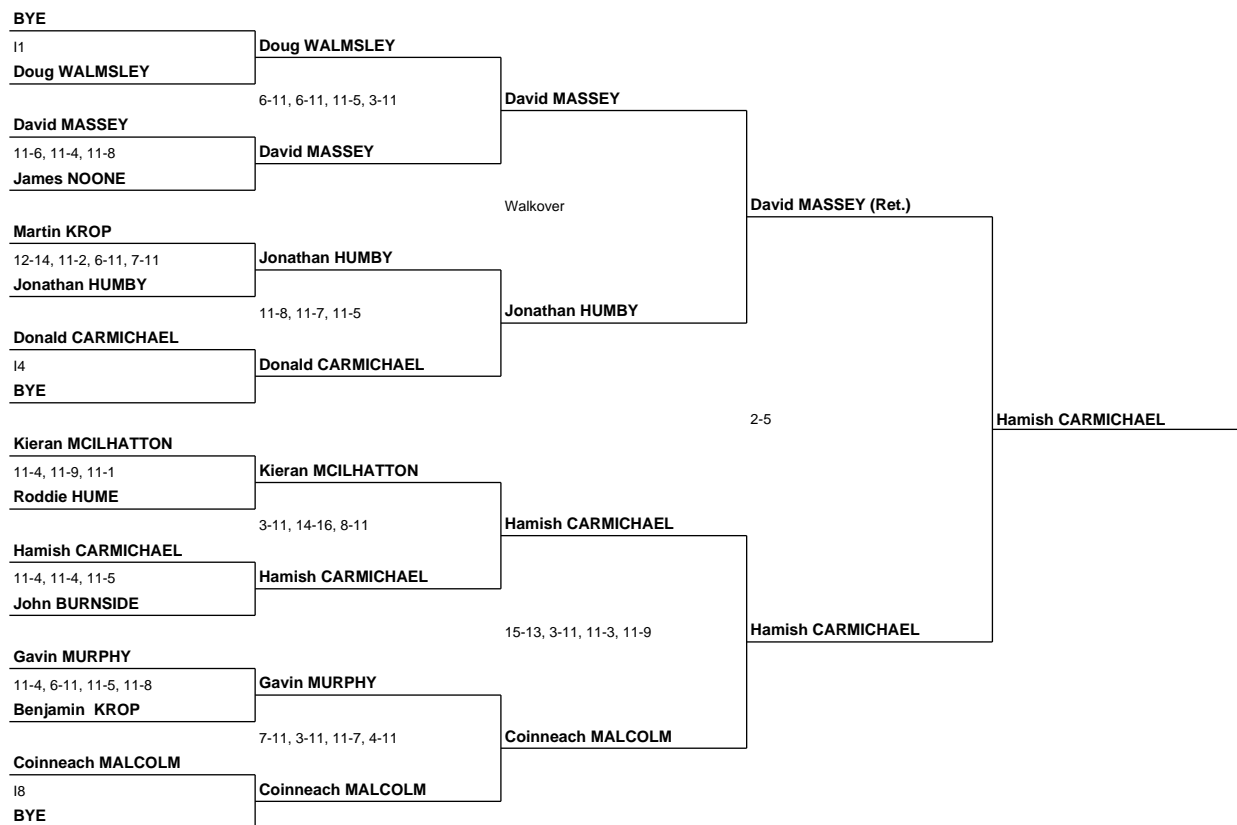 BYE
I1
Doug WALMSLEY
Doug WALMSLEY
6-11, 6-11, 11-5, 3-11
David MASSEY
David MASSEY
11-6, 11-4, 11-8
David MASSEY
James NOONE
Walkover
David MASSEY (Ret.)
Martin KROP
12-14, 11-2, 6-11, 7-11
Jonathan HUMBY
Jonathan HUMBY
11-8, 11-7, 11-5
Jonathan HUMBY
Donald CARMICHAEL
I4
Donald CARMICHAEL
BYE
2-5
Hamish CARMICHAEL
Kieran MCILHATTON
11-4, 11-9, 11-1
Kieran MCILHATTON
Roddie HUME
3-11, 14-16, 8-11
Hamish CARMICHAEL
Hamish CARMICHAEL
11-4, 11-4, 11-5
Hamish CARMICHAEL
John BURNSIDE
15-13, 3-11, 11-3, 11-9
Hamish CARMICHAEL
Gavin MURPHY
11-4, 6-11, 11-5, 11-8
Gavin MURPHY
Benjamin  KROP
7-11, 3-11, 11-7, 4-11
Coinneach MALCOLM
Coinneach MALCOLM
I8
Coinneach MALCOLM
BYE